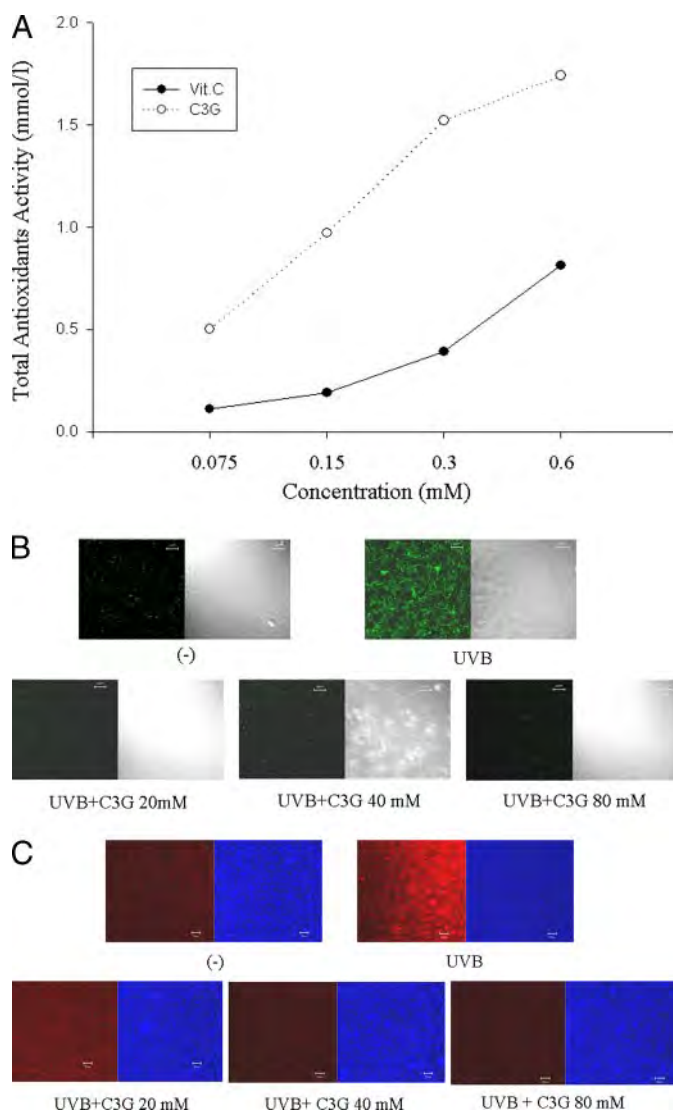 A
Total Antioxidants Activity (mmol/l)
2.0
1.5
1.0
0.5
0.0
Vit.C
C3G
0.075 0.15 0.3 0.6
Concentration (mM)
B
(-) UVB
UVB+C3G 20mM UVB+C3G 40 mM UVB+C3G 80 mM
C
(-) UVB
UVB+C3G 20 mM UVB+ C3G 40 mM UVB + C3G 80 mM